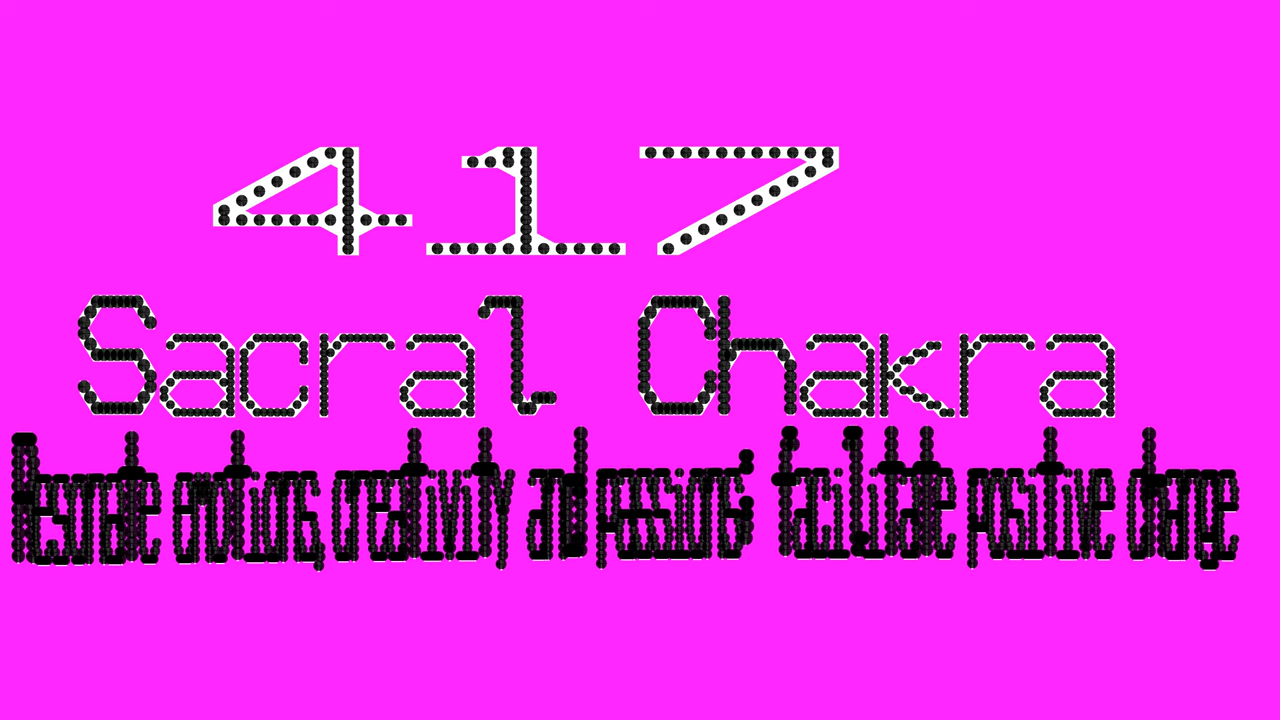 417
Sacral Chakra
Resonate emotions, creativity and passions; facilitate positive change